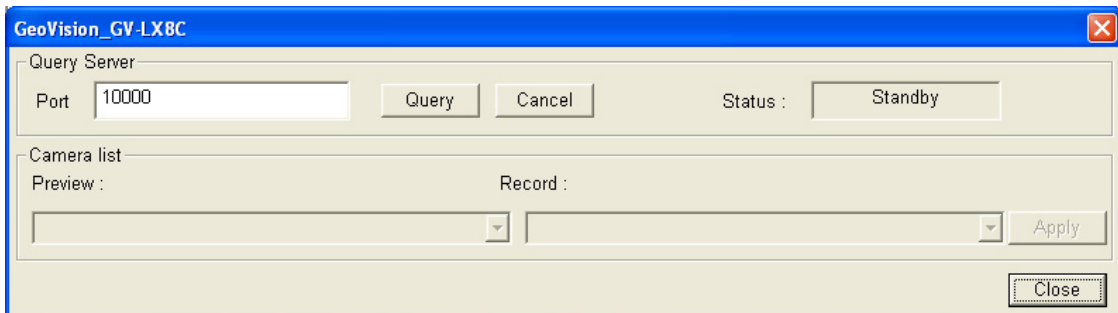 GeoVision_GV-LX8C
Query Server
Port 10000 Query Cancel Status : Standby
Camera list
Preview : Record :
Apply
Close